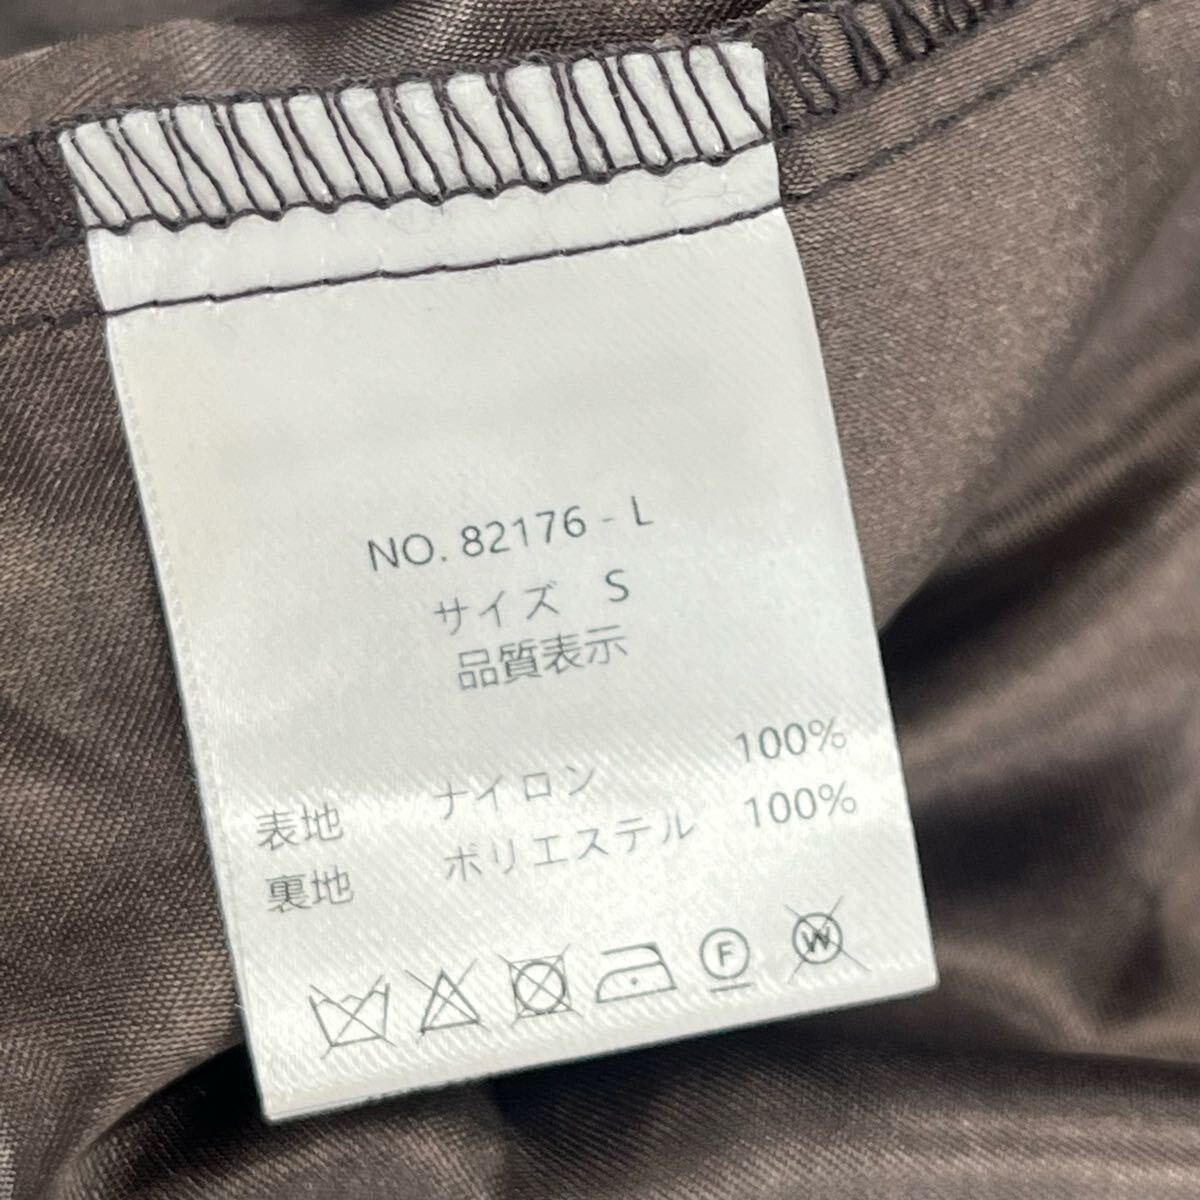 NO. 82176 - L
サイズ S
品質表示
表地 ナイロン 100%
裏地 ポリエステル 100%
F W